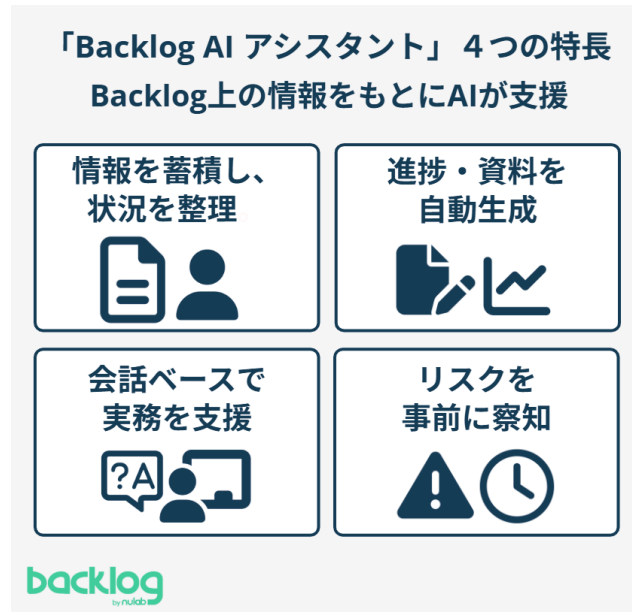 「Backlog AI アシスタント」４つの特長
Backlog上の情報をもとにAIが支援
情報を蓄積し、
状況を整理
進捗・資料を
自動生成
会話ベースで
実務を支援
?A
リスクを
事前に察知
backlog
by nulab